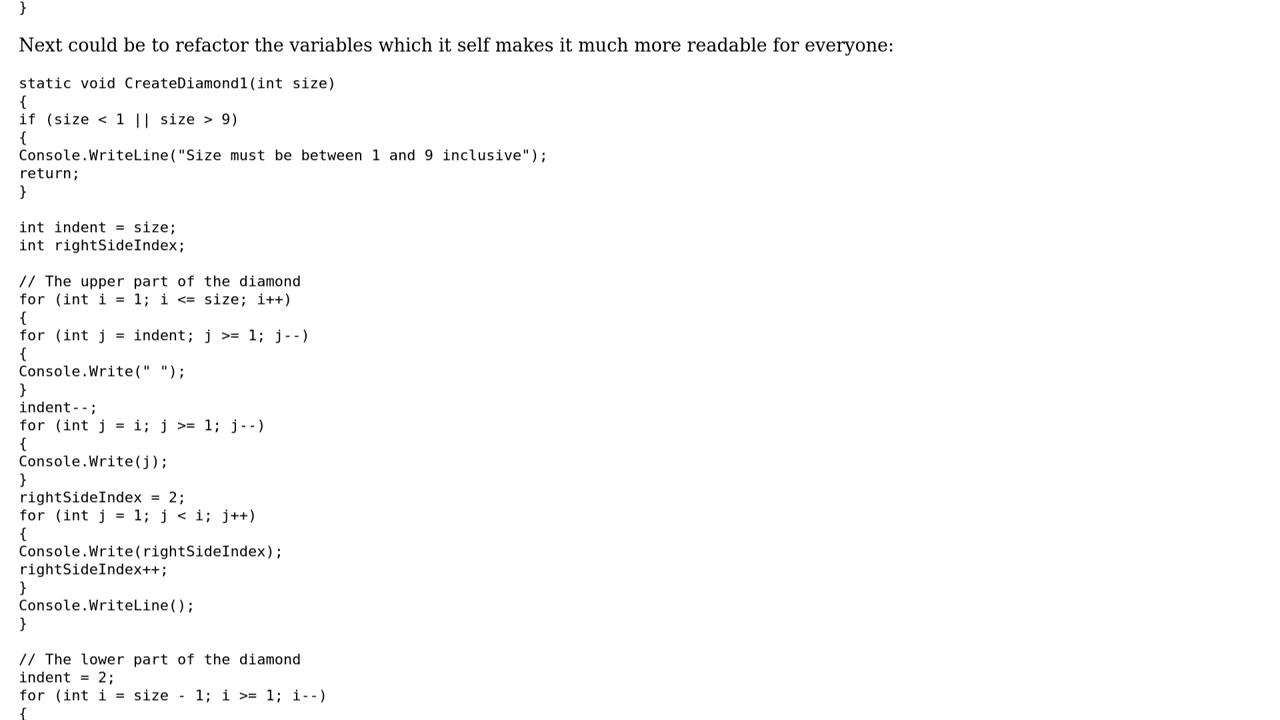 }
Next could be to refactor the variables which it self makes it much more readable for everyone:
static void CreateDiamond1(int size)
{
if (size < 1 || size > 9)
{
Console.WriteLine("Size must be between 1 and 9 inclusive");
return;
}
int indent = size;
int rightSideIndex;
// The upper part of the diamond
for (int i = 1; i <= size; i++)
{
for (int j = indent; j >= 1; j--)
{
Console.Write(" ");
}
indent--;
for (int j = i; j >= 1; j--)
{
Console.Write(j);
}
rightSideIndex = 2;
for (int j = 1; j < i; j++)
{
Console.Write(rightSideIndex);
rightSideIndex++;
}
Console.WriteLine();
}
// The lower part of the diamond
indent = 2;
for (int i = size - 1; i >= 1; i--)
{